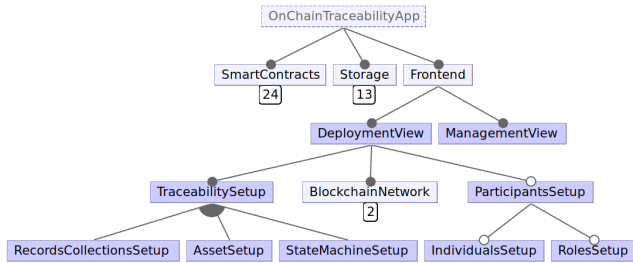 OnChainTraceabilityApp
SmartContracts Storage Frontend
24 13
DeploymentView ManagementView
TraceabilitySetup BlockchainNetwork ParticipantsSetup
2
RecordsCollectionsSetup AssetSetup StateMachineSetup IndividualsSetup RolesSetup